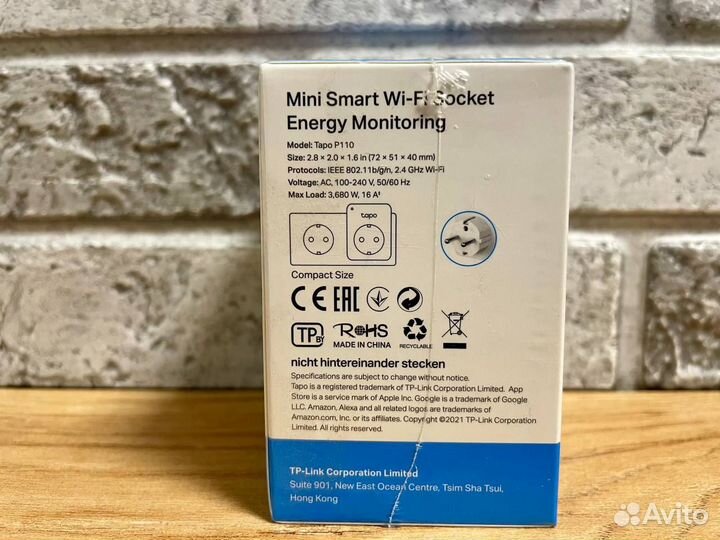 Mini Smart Wi-Fi Socket
Energy Monitoring
Model: Tapo P110
Size: 2.8 × 2.0 × 1.6 in (72 × 51 × 40 mm)
Protocols: IEEE 802.11b/g/n, 2.4 GHz Wi-Fi
Voltage: AC, 100-240 V, 50/60 Hz
Max Load: 3,680 W, 16 A‡
tapo
Compact Size
CE EAC
TP BY RoHS
MADE IN CHINA RECYCLABLE
nicht hintereinander stecken
Specifications are subject to change without notice.
Tapo is a registered trademark of TP-Link Corporation Limited. App
Store is a service mark of Apple Inc. Google is a trademark of Google
LLC. Amazon, Alexa and all related logos are trademarks of
Amazon.com, Inc. or its affiliates. Copyright ©2021 TP-Link Corporation
Limited. All rights reserved.
TP-Link Corporation Limited
Suite 901, New East Ocean Centre, Tsim Sha Tsui,
Hong Kong
Avito